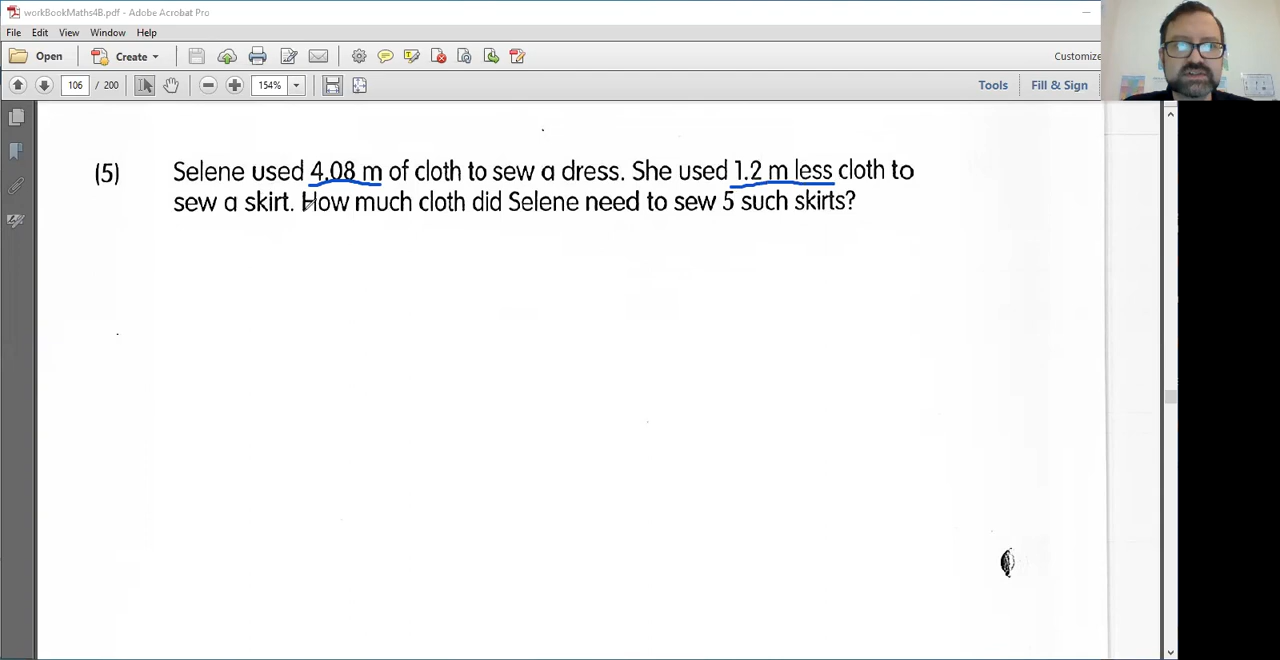 workBookMaths4B.pdf - Adobe Acrobat Pro
File Edit View Window Help
Open Create Customize
106 / 200 154% Tools Fill & Sign
(5) Selene used 4.08 m of cloth to sew a dress. She used 1.2 m less cloth to
sew a skirt. How much cloth did Selene need to sew 5 such skirts?